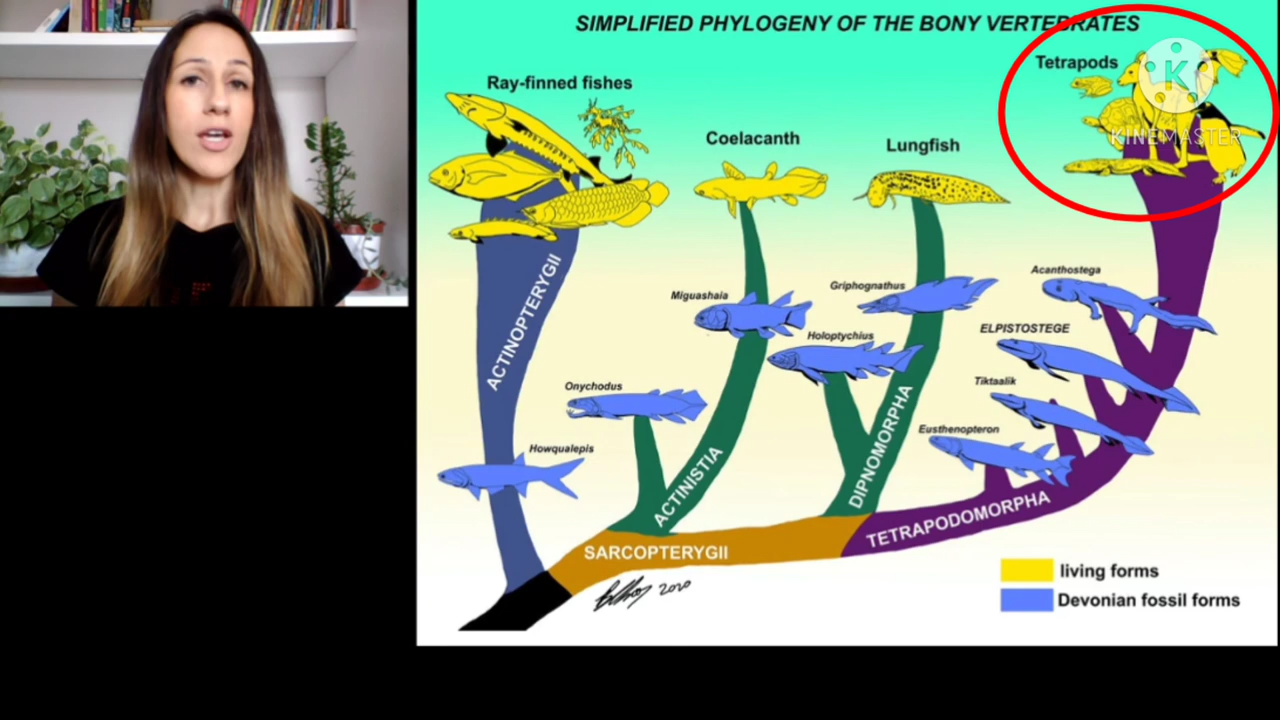 SIMPLIFIED PHYLOGENY OF THE BONY VERTEBRATES
Tetrapods
Ray-finned fishes
Coelacanth
Lungfish
KINEMASTER
Acanthostega
Griphognathus
Miguashaia
ELPISTOSTEGE
Holoptychius
Tiktaalik
Onychodus
Eusthenopteron
Howqualepis
ACTINOPTERYGII
ACTINISTIA
DIPNOMORPHA
TETRAPODOMORPHA
SARCOPTERYGII
living forms
Devonian fossil forms
2020